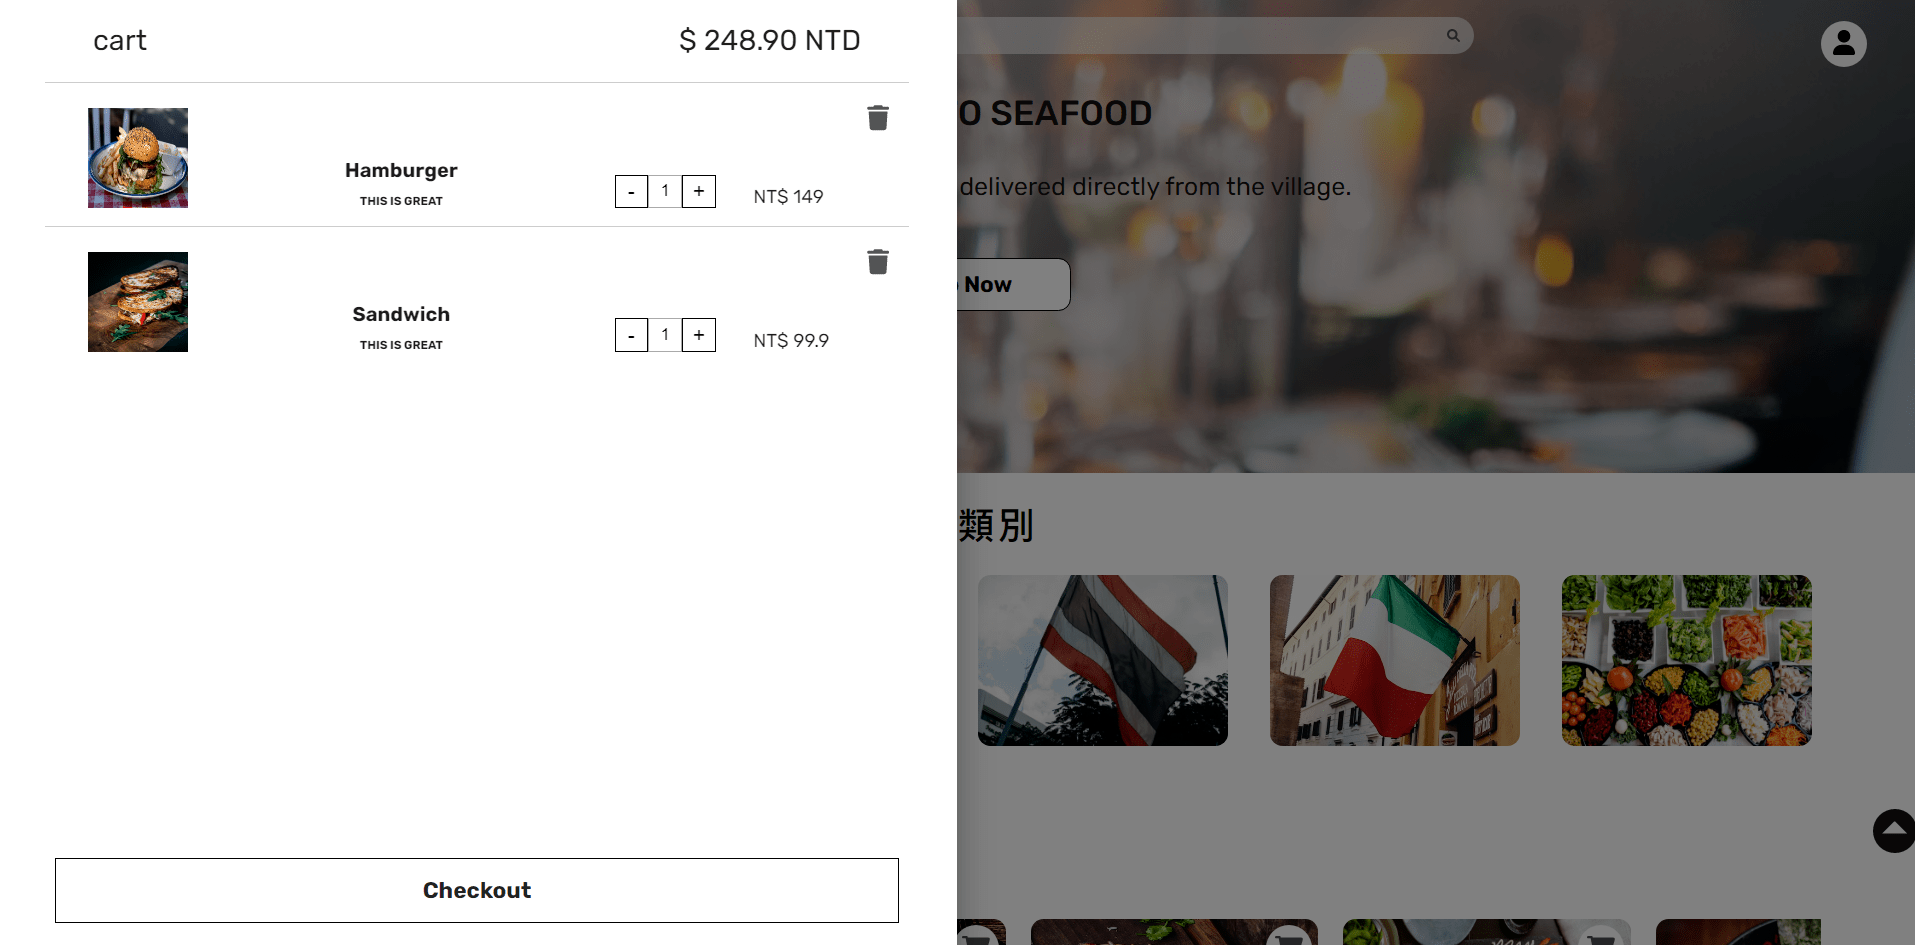 cart
$ 248.90 NTD
Hamburger
THIS IS GREAT
- 1 +
NT$ 149
Sandwich
THIS IS GREAT
- 1 +
NT$ 99.9
Checkout
O SEAFOOD
delivered directly from the village.
Now
類別